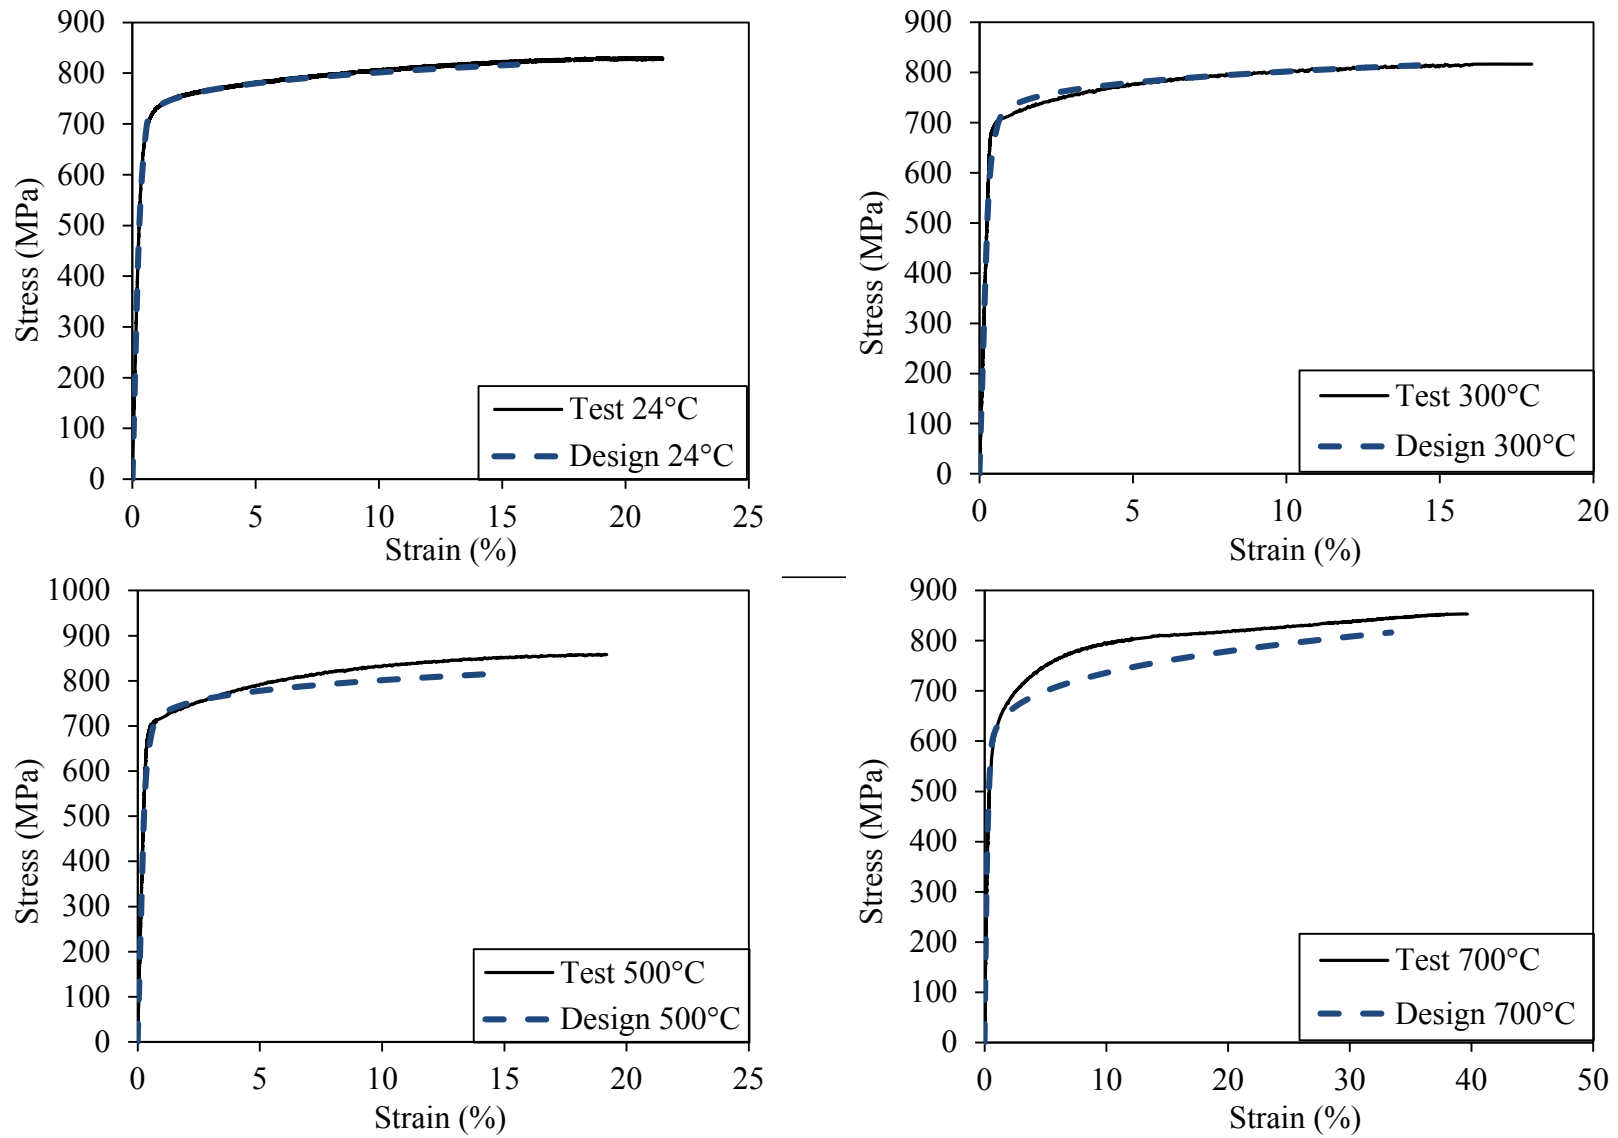 900
800
700
600
500
400
300
200
100
0
Stress (MPa)
Test 24°C
Design 24°C
0 5 10 15 20 25
Strain (%)
900
800
700
600
500
400
300
200
100
0
Stress (MPa)
Test 300°C
Design 300°C
0 5 10 15 20
Strain (%)
1000
900
800
700
600
500
400
300
200
100
0
Stress (MPa)
Test 500°C
Design 500°C
0 5 10 15 20 25
Strain (%)
900
800
700
600
500
400
300
200
100
0
Stress (MPa)
Test 700°C
Design 700°C
0 10 20 30 40 50
Strain (%)